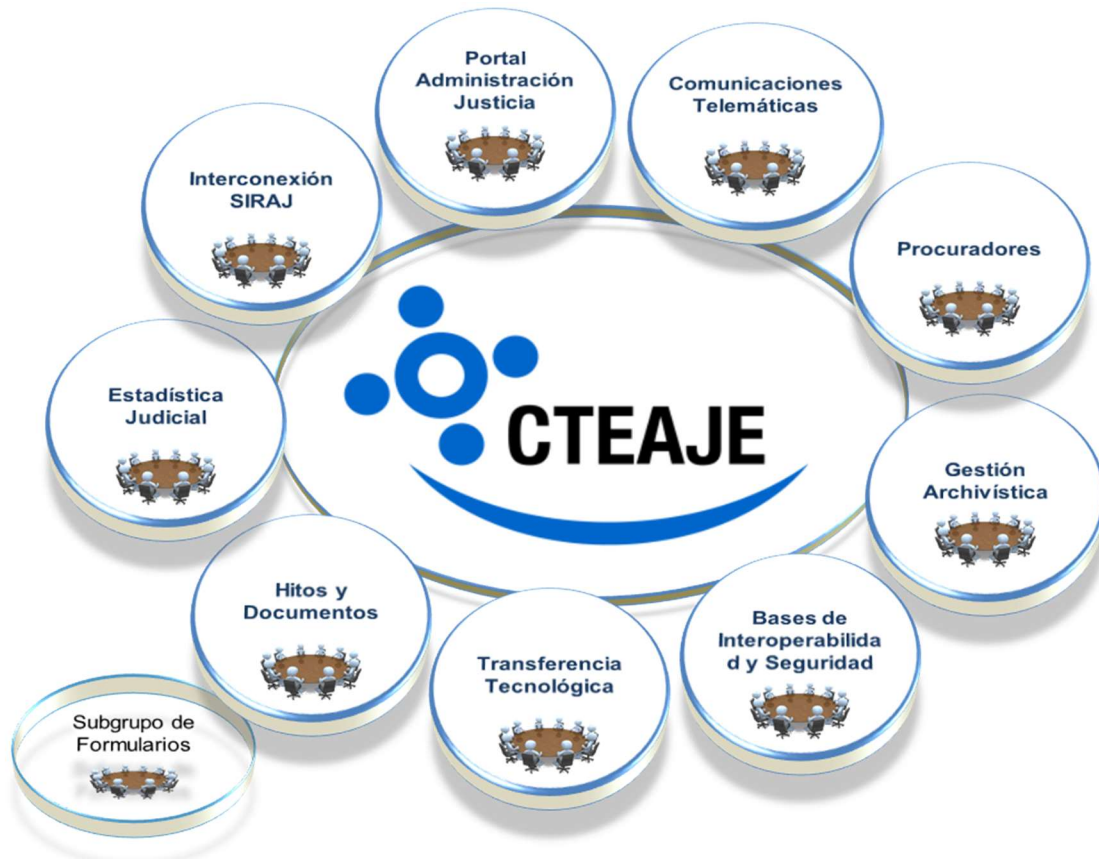 Portal
Administración
Justicia
Comunicaciones
Telemáticas
Interconexión
SIRAJ
Procuradores
CTEAJE
Estadística
Judicial
Gestión
Archivística
Hitos y
Documentos
Transferencia
Tecnológica
Bases de
Interoperabilida
d y Seguridad
Subgrupo de
Formularios